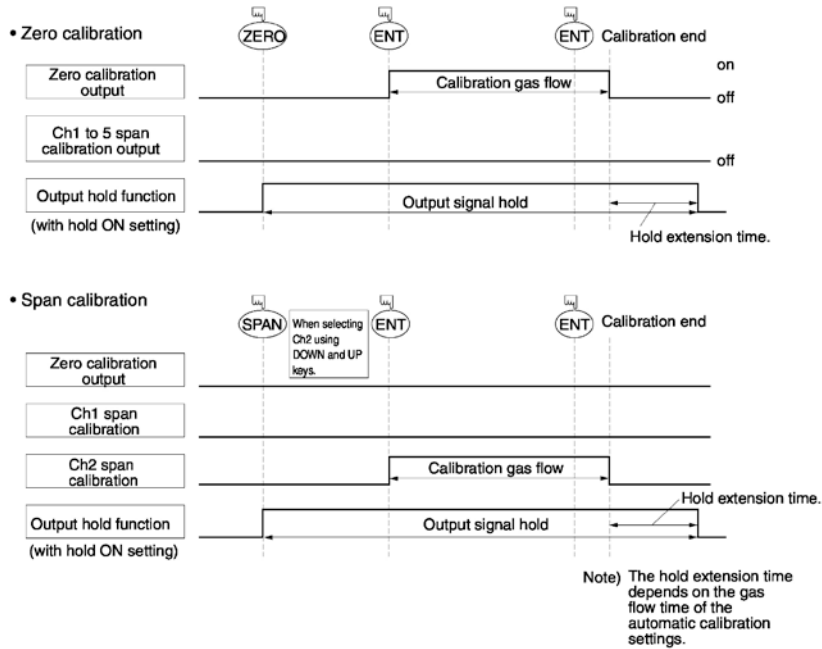 • Zero calibration
ZERO
ENT
ENT
Calibration end
Zero calibration
output
Calibration gas flow
on
off
Ch1 to 5 span
calibration output
off
Output hold function
(with hold ON setting)
Output signal hold
Hold extension time.
• Span calibration
SPAN
When selecting
Ch2 using
DOWN and UP
keys.
ENT
ENT
Calibration end
Zero calibration
output
Ch1 span
calibration
Ch2 span
calibration
Calibration gas flow
Hold extension time.
Output hold function
(with hold ON setting)
Output signal hold
Note) The hold extension time
depends on the gas
flow time of the
automatic calibration
settings.